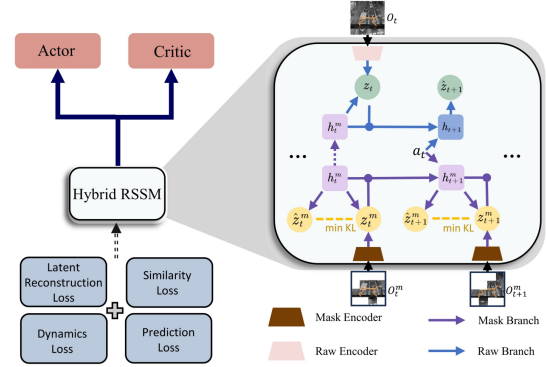 Actor
Critic
Hybrid RSSM
Latent
Reconstruction
Loss
Similarity
Loss
Dynamics
Loss
Prediction
Loss
O_t
z_t
ẑ_{t+1}
h_t^m
h_{t+1}
a_t
...
...
h_t^m
h_{t+1}^m
ẑ_t^m
min KL
z_t^m
ẑ_{t+1}^m
min KL
z_{t+1}^m
O_t^m
O_{t+1}^m
Mask Encoder
Mask Branch
Raw Encoder
Raw Branch